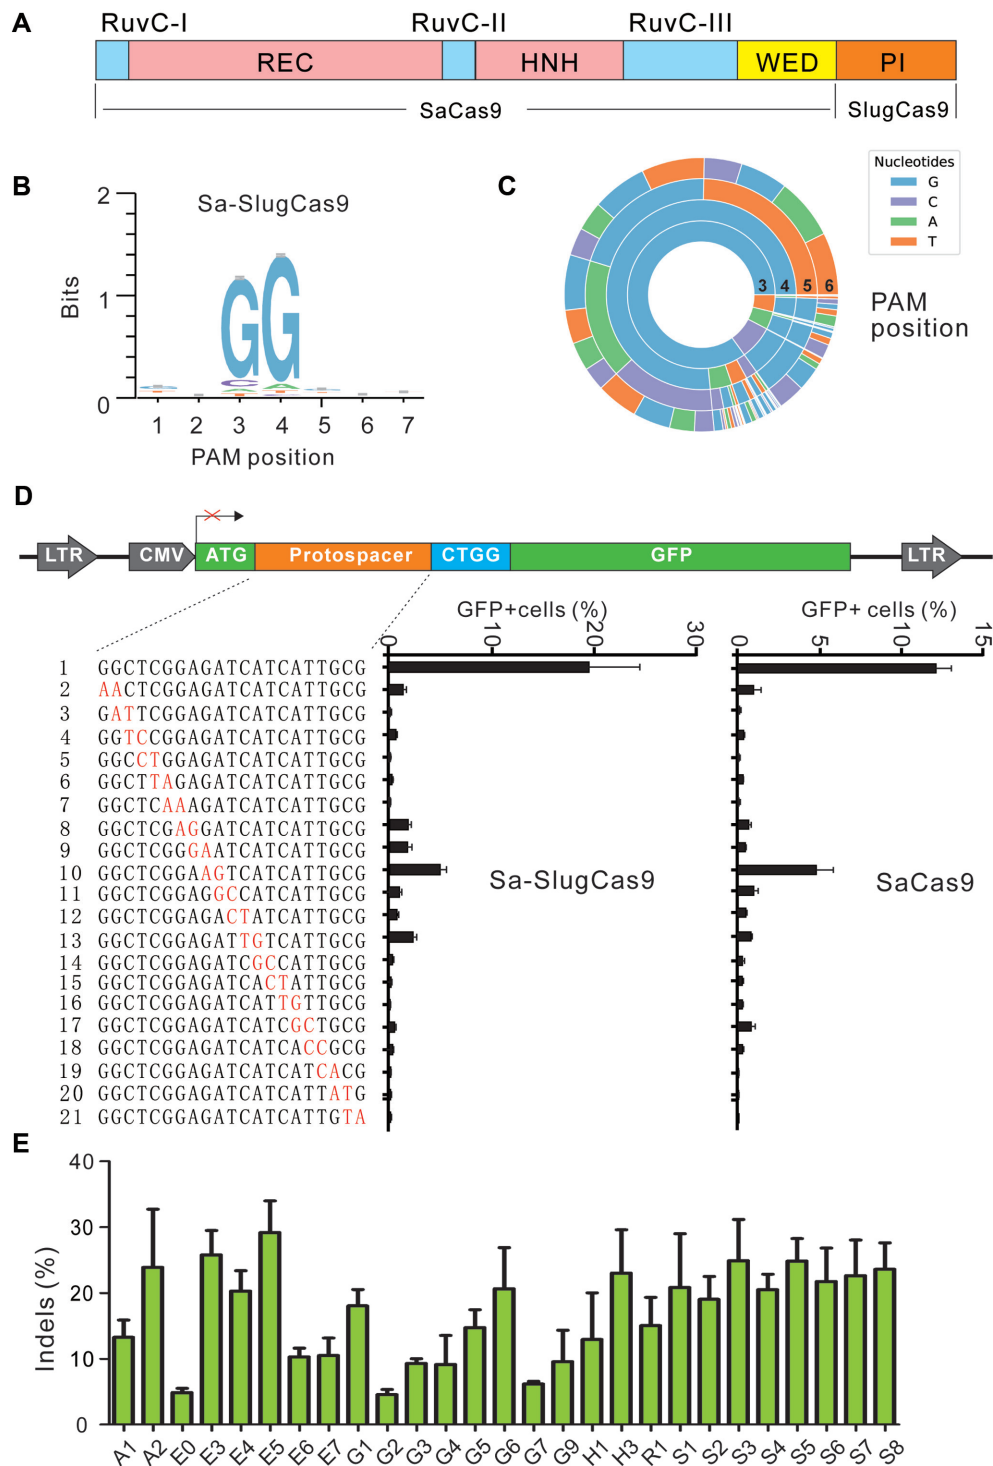 A
RuvC-I RuvC-II RuvC-III
REC HNH WED PI
SaCas9 SlugCas9
B
Sa-SlugCas9
Bits
2
1
0
G G
C A
A
1 2 3 4 5 6 7
PAM position
C
Nucleotides
G
C
A
T
3 4 5 6
PAM
position
D
LTR CMV ATG Protospacer CTGG GFP LTR
GFP+cells (%) GFP+ cells (%)
0 10 20 30 0 5 10 15
1 GGCTCGGAGATCATCATTGCG
2 AACTCGGAGATCATCATTGCG
3 GATTCGGAGATCATCATTGCG
4 GGTCCGGAGATCATCATTGCG
5 GGCCTGGAGATCATCATTGCG
6 GGCTTAGAGATCATCATTGCG
7 GGCTCAAAGATCATCATTGCG
8 GGCTCGAGGATCATCATTGCG
9 GGCTCGGGAATCATCATTGCG
10 GGCTCGGAAGTCATCATTGCG
11 GGCTCGGAGGCCATCATTGCG
12 GGCTCGGAGACTATCATTGCG
13 GGCTCGGAGATTGTCATTGCG
14 GGCTCGGAGATCGCCATTGCG
15 GGCTCGGAGATCACTATTGCG
16 GGCTCGGAGATCATTGTTGCG
17 GGCTCGGAGATCATCGCTGCG
18 GGCTCGGAGATCATCACCGCG
19 GGCTCGGAGATCATCATCACG
20 GGCTCGGAGATCATCATTATG
21 GGCTCGGAGATCATCATTGTA
Sa-SlugCas9
SaCas9
E
Indels (%)
40
30
20
10
0
A1 A2 E0 E3 E4 E5 E6 E7 G1 G2 G3 G4 G5 G6 G7 G9 H1 H3 R1 S1 S2 S3 S4 S5 S6 S7 S8